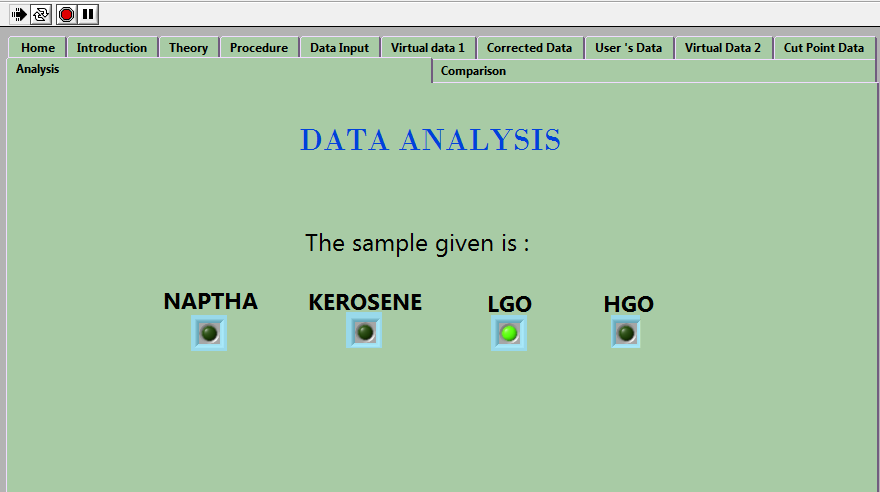 Home Introduction Theory Procedure Data Input Virtual data 1 Corrected Data User 's Data Virtual Data 2 Cut Point Data
Analysis Comparison
DATA ANALYSIS
The sample given is :
NAPTHA KEROSENE LGO HGO